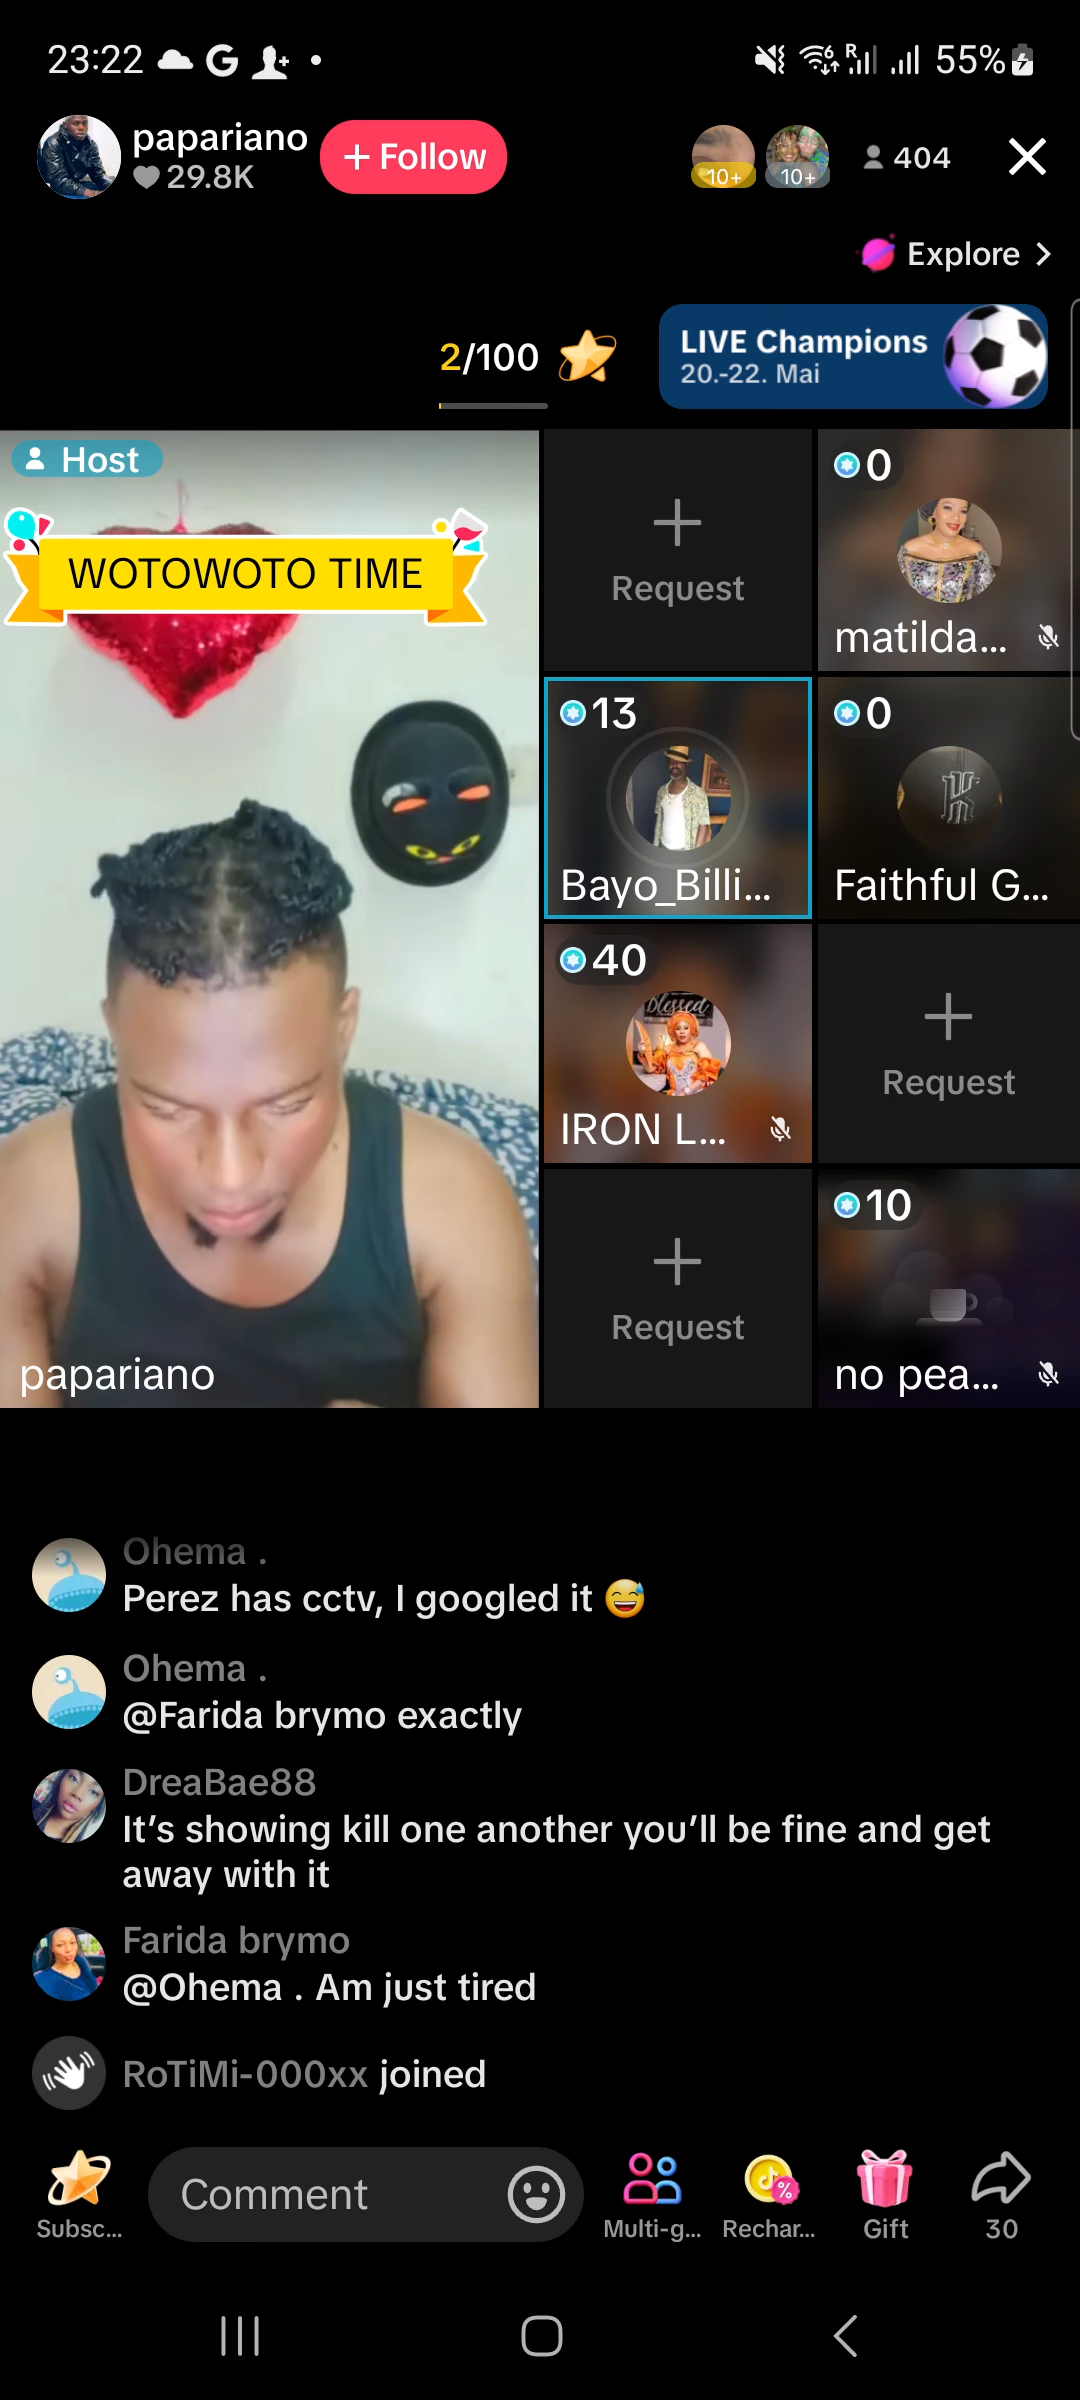 23:22
R
55%
papariano
29.8K
+ Follow
10+
10+
404
Explore
2/100
LIVE Champions
20.-22. Mai
Host
WOTOWOTO TIME
papariano
Request
0
matilda...
13
Bayo_Billi...
0
Faithful G...
40
Blessed
IRON L...
Request
Request
10
no pea...
Ohema .
Perez has cctv, I googled it 😅
Ohema .
@Farida brymo exactly
DreaBae88
It’s showing kill one another you’ll be fine and get
away with it
Farida brymo
@Ohema . Am just tired
RoTiMi-000xx joined
Subsc...
Comment
Multi-g...
Rechar...
Gift
30